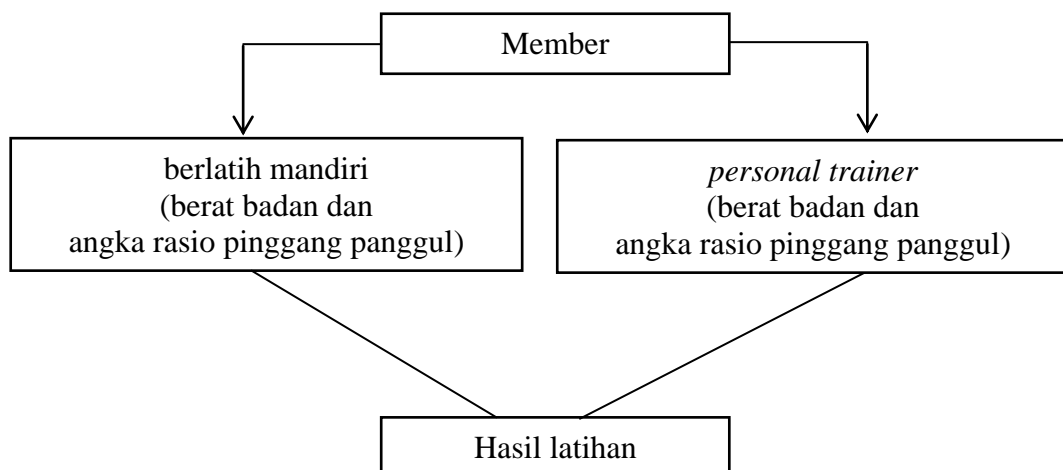 Member
berlatih mandiri
(berat badan dan
angka rasio pinggang panggul)
personal trainer
(berat badan dan
angka rasio pinggang panggul)
Hasil latihan